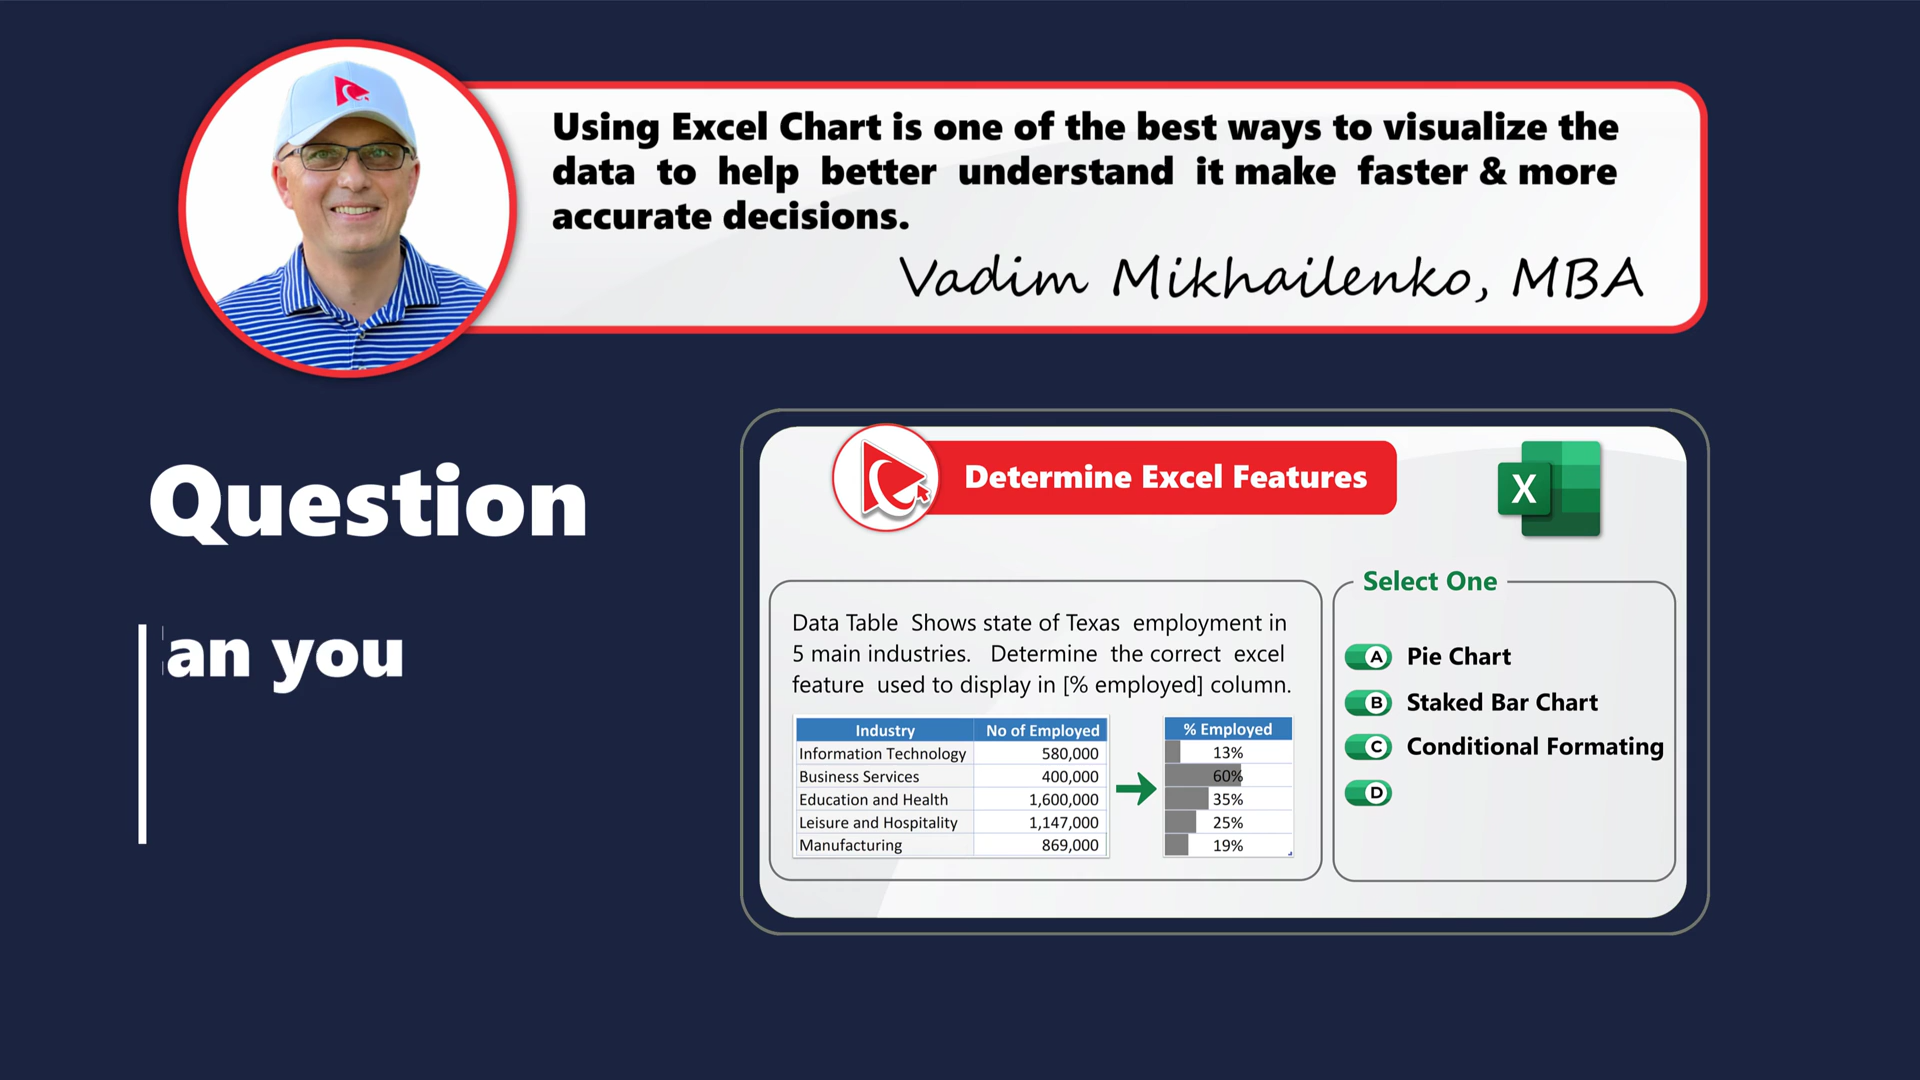 Using Excel Chart is one of the best ways to visualize the
data to help better understand it make faster & more
accurate decisions.
Vadim Mikhailenko, MBA
Question
an you
Determine Excel Features
X
Data Table Shows state of Texas employment in
5 main industries. Determine the correct excel
feature used to display in [% employed] column.
Industry No of Employed
Information Technology 580,000
Business Services 400,000
Education and Health 1,600,000
Leisure and Hospitality 1,147,000
Manufacturing 869,000
% Employed
13%
60%
35%
25%
19%
Select One
A Pie Chart
B Staked Bar Chart
C Conditional Formating
D